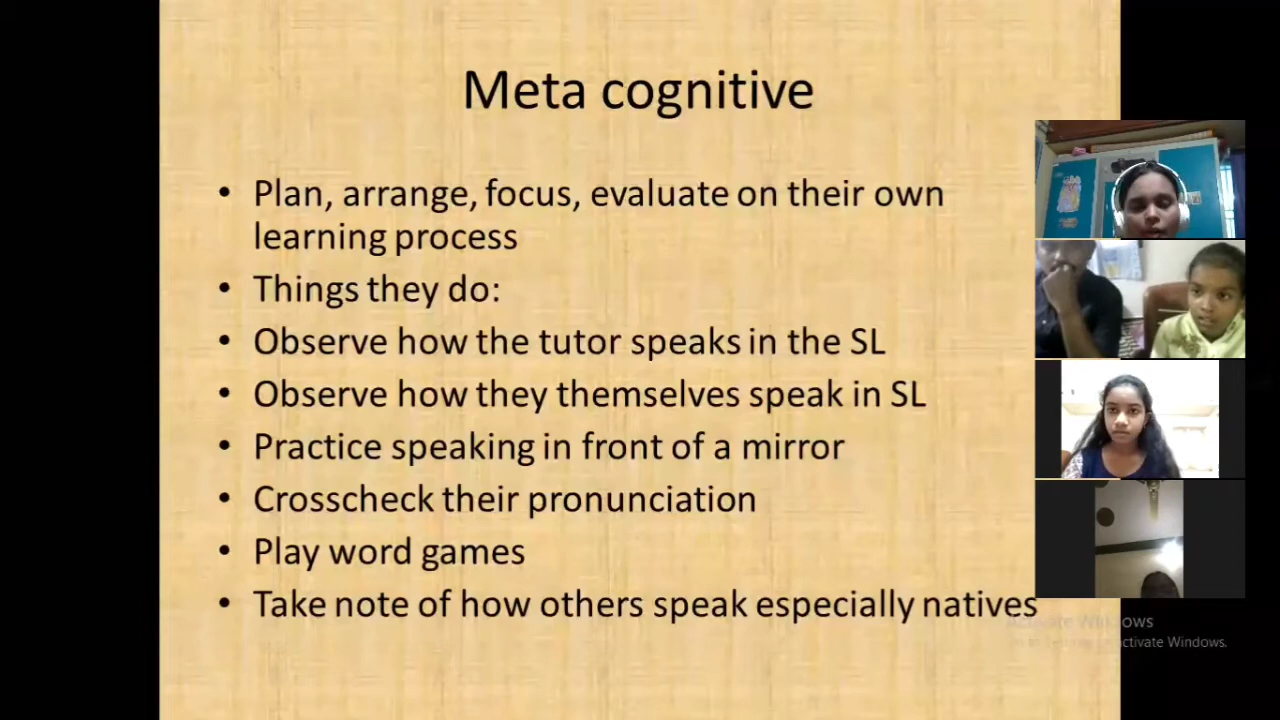 Meta cognitive
• Plan, arrange, focus, evaluate on their own
learning process
• Things they do:
• Observe how the tutor speaks in the SL
• Observe how they themselves speak in SL
• Practice speaking in front of a mirror
• Crosscheck their pronunciation
• Play word games
• Take note of how others speak especially natives
Activate Windows
activate Windows.